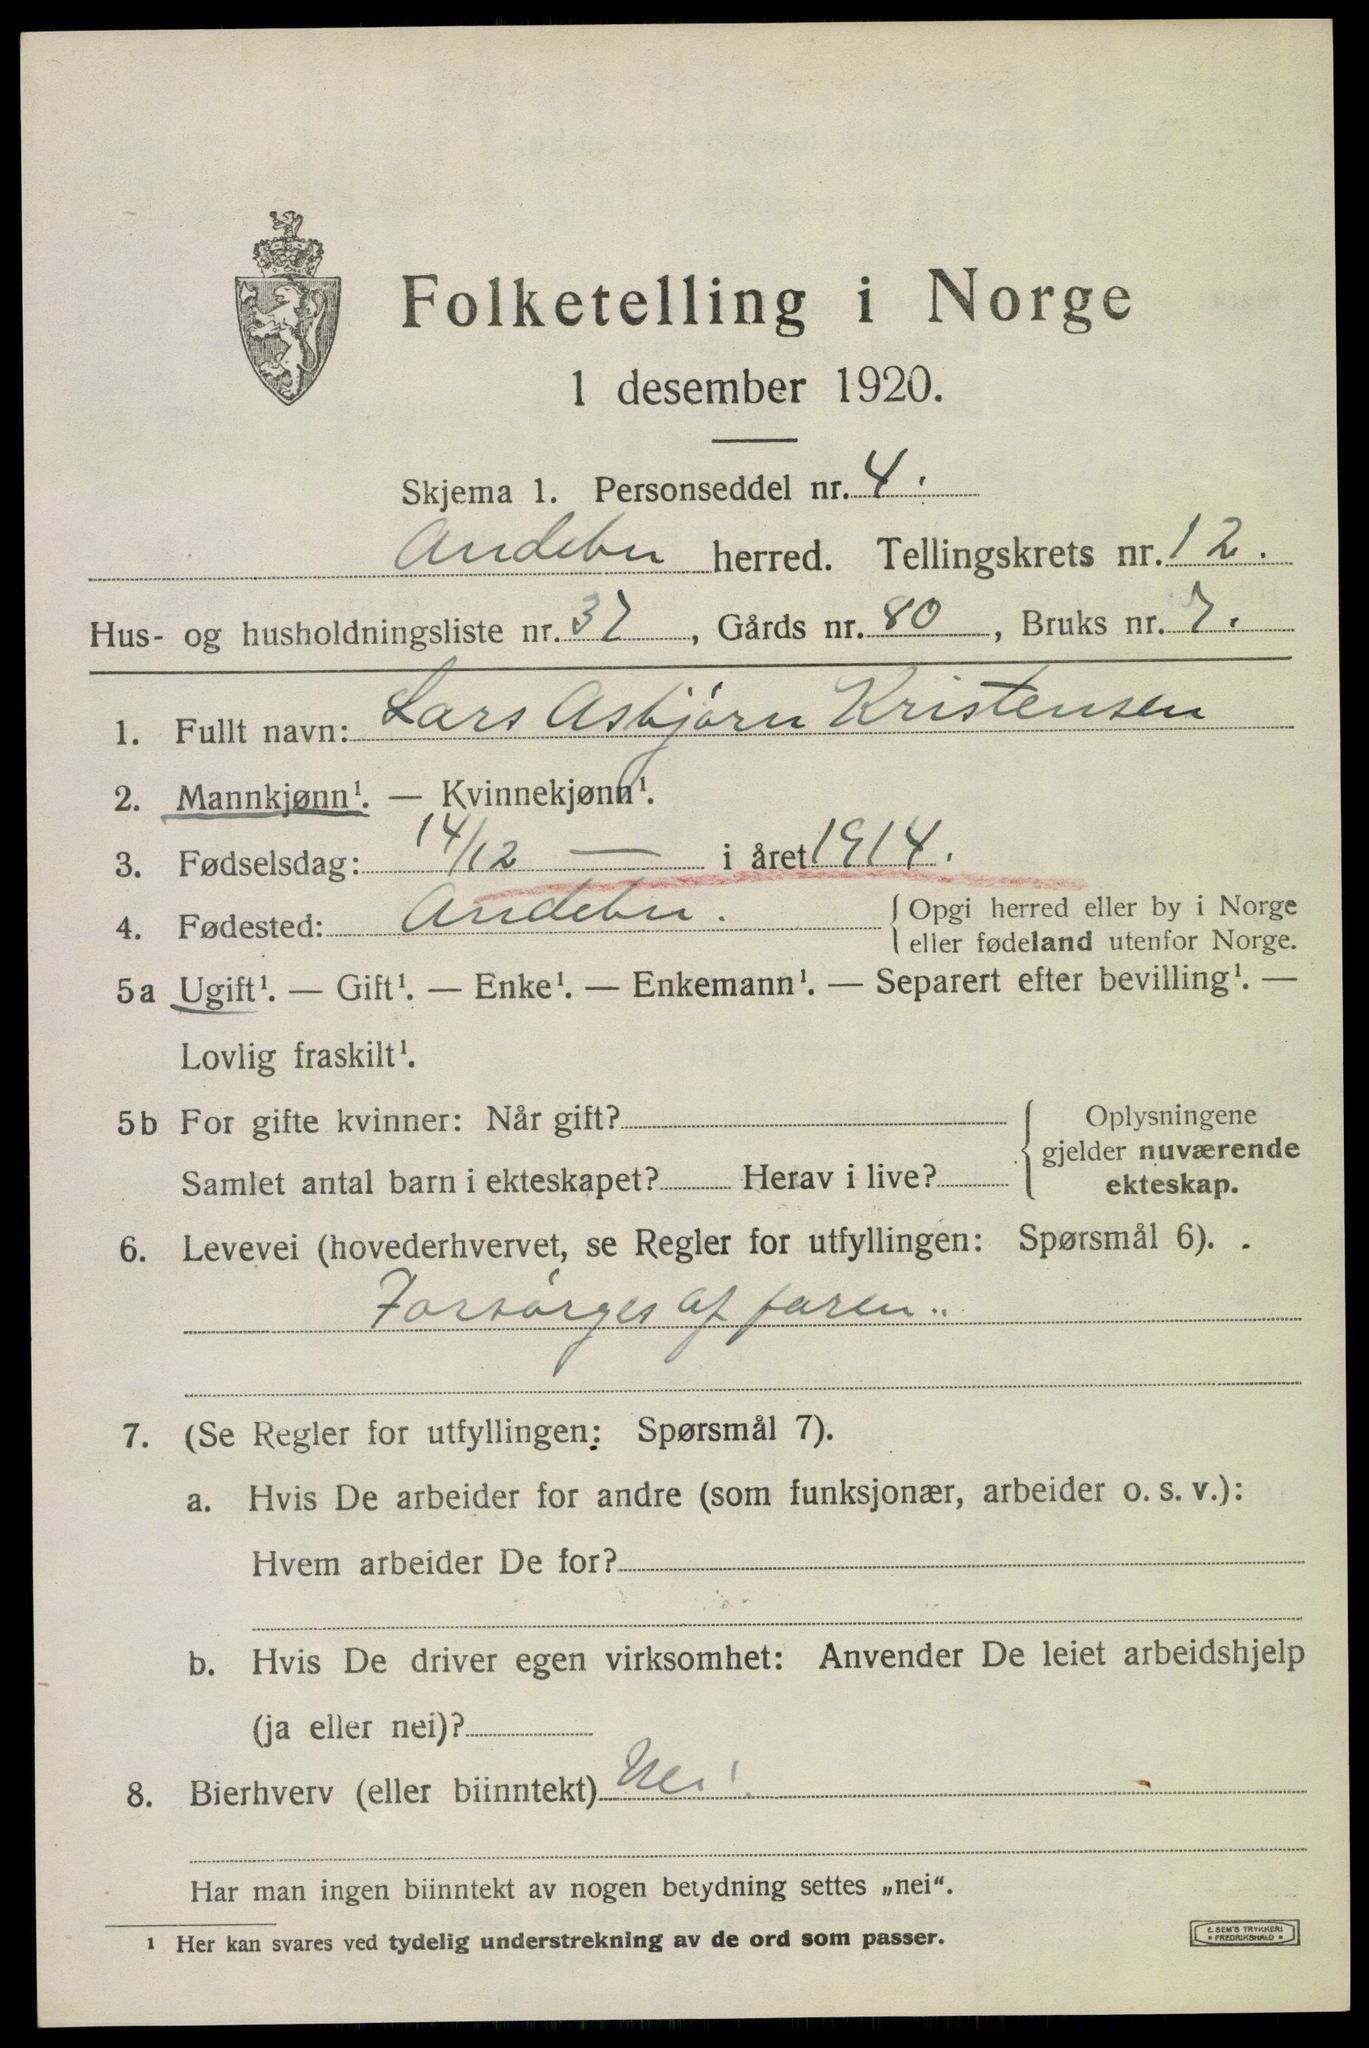 Folketelling i Norge
1 desember 1920.
Skjema 1. Personseddel nr. 4.
Andebu herred. Tellingskrets nr. 12.
Hus- og husholdningsliste nr. 37, Gårds nr. 80, Bruks nr. 7.
1. Fullt navn: Lars Asbjörn Kristensen
2. Mannkjønn¹. — Kvinnekjønn¹.
3. Fødselsdag: 14/12 — i året 1914.
4. Fødested: Andebu. {Opgi herred eller by i Norge
eller fødeland utenfor Norge.
5a Ugift¹. — Gift¹. — Enke¹. — Enkemann¹. — Separert efter bevilling¹. —
Lovlig fraskilt¹.
5b For gifte kvinner: Når gift?
Samlet antal barn i ekteskapet? Herav i live?
{Oplysningene
gjelder nuværende
ekteskap.
6. Levevei (hovederhvervet, se Regler for utfyllingen: Spørsmål 6).
Forsörges af faren.
7. (Se Regler for utfyllingen: Spørsmål 7).
a. Hvis De arbeider for andre (som funksjonær, arbeider o. s. v.):
Hvem arbeider De for?
b. Hvis De driver egen virksomhet: Anvender De leiet arbeidshjelp
(ja eller nei)?
8. Bierhverv (eller biinntekt) Nei.
Har man ingen biinntekt av nogen betydning settes „nei“.
¹ Her kan svares ved tydelig understrekning av de ord som passer.
E. SEM'S TRYKKERI
* FREDRIKSHALD *